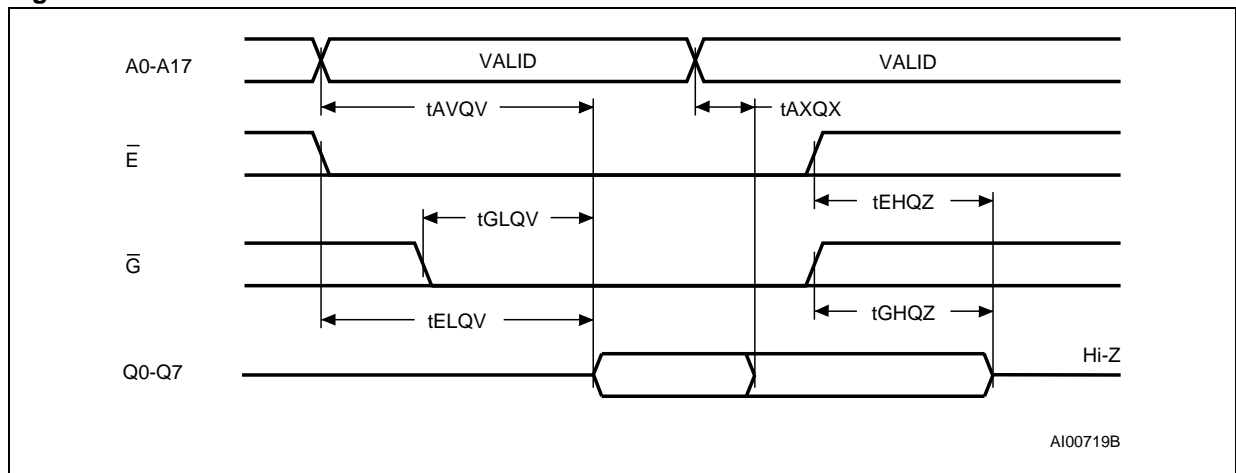 A0-A17
VALID
VALID
tAVQV
tAXQX
E̅
tEHQZ
tGLQV
G̅
tGHQZ
tELQV
Hi-Z
Q0-Q7
AI00719B